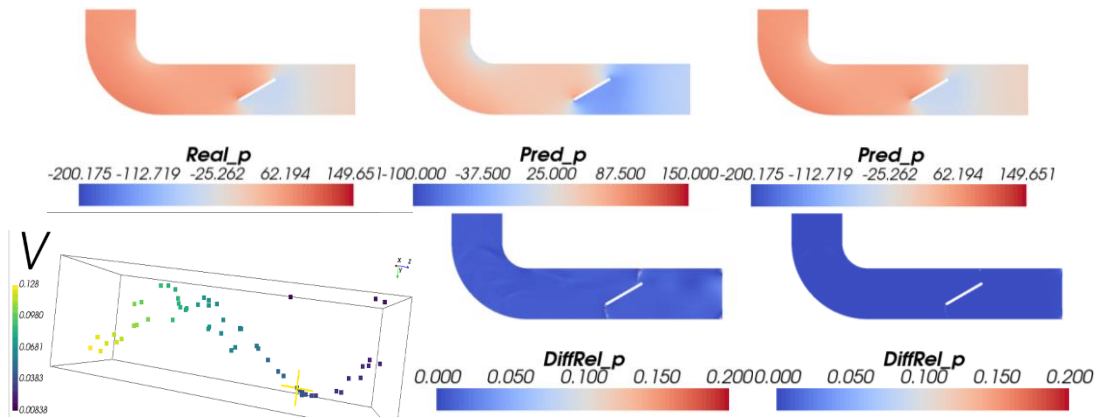 Real_p
-200.175 -112.719 -25.262 62.194 149.651
Pred_p
-100.000 -37.500 25.000 87.500 150.000
Pred_p
-200.175 -112.719 -25.262 62.194 149.651
V
0.128
0.0980
0.0681
0.0383
0.00838
X Z
Y
DiffRel_p
0.000 0.050 0.100 0.150 0.200
DiffRel_p
0.000 0.050 0.100 0.150 0.200